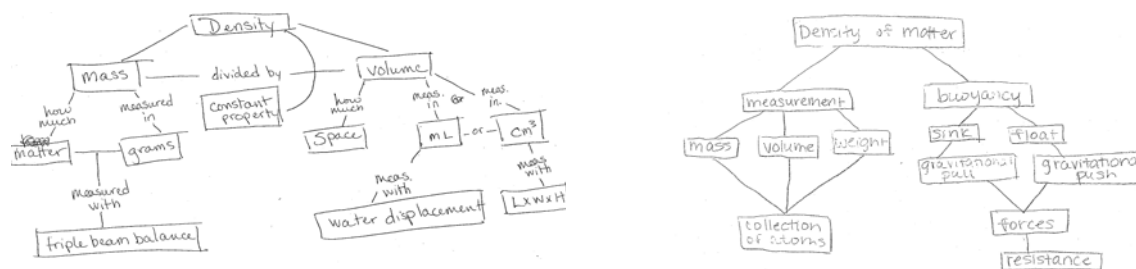 Density
mass
divided by
volume
how
much
measured
in
constant
property
how
much
meas.
in
or
meas.
in.
matter
grams
Space
mL
or
cm³
measured
with
meas.
with
meas
with
triple beam balance
water displacement
LxWxH
Density of matter
measurement
buoyancy
mass
volume
weight
sink
float
gravitational
pull
gravitational
push
collection
of atoms
forces
resistance